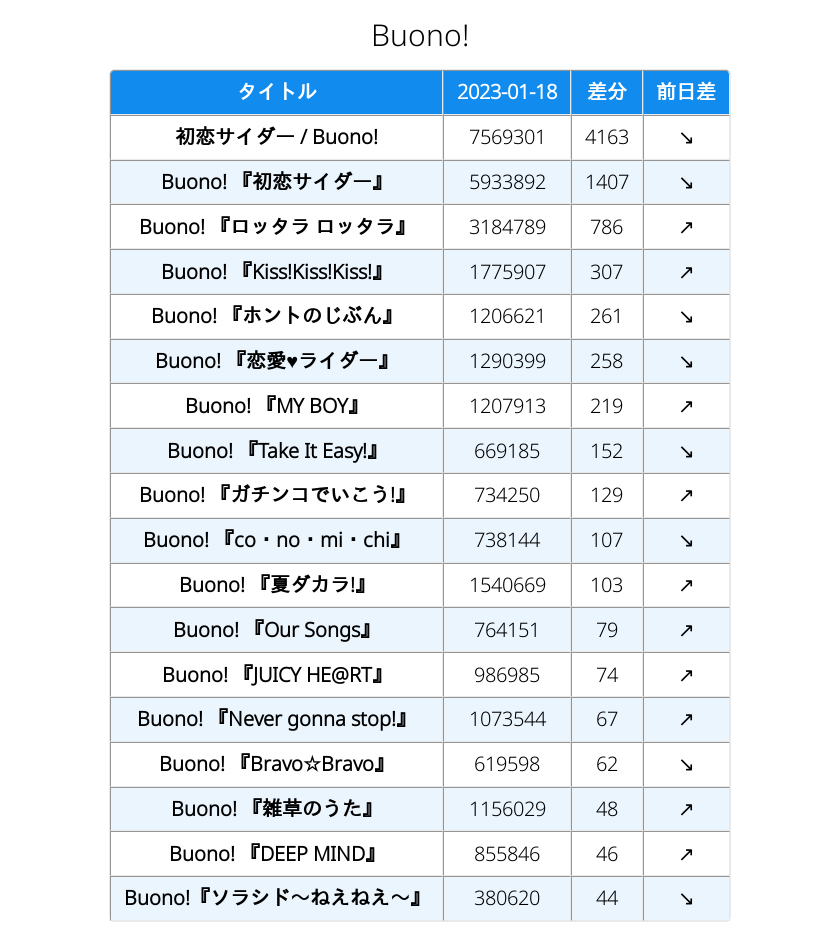 Buono!
タイトル 2023-01-18 差分 前日差
初恋サイダー / Buono! 7569301 4163 ↘
Buono! 『初恋サイダー』 5933892 1407 ↘
Buono! 『ロッタラ ロッタラ』 3184789 786 ↗
Buono! 『Kiss!Kiss!Kiss!』 1775907 307 ↗
Buono! 『ホントのじぶん』 1206621 261 ↘
Buono! 『恋愛♥ライダー』 1290399 258 ↘
Buono! 『MY BOY』 1207913 219 ↗
Buono! 『Take It Easy!』 669185 152 ↘
Buono! 『ガチンコでいこう!』 734250 129 ↗
Buono! 『co・no・mi・chi』 738144 107 ↘
Buono! 『夏ダカラ!』 1540669 103 ↗
Buono! 『Our Songs』 764151 79 ↗
Buono! 『JUICY HE@RT』 986985 74 ↗
Buono! 『Never gonna stop!』 1073544 67 ↗
Buono! 『Bravo☆Bravo』 619598 62 ↘
Buono! 『雑草のうた』 1156029 48 ↗
Buono! 『DEEP MIND』 855846 46 ↗
Buono!『ソラシド～ねえねえ～』 380620 44 ↘